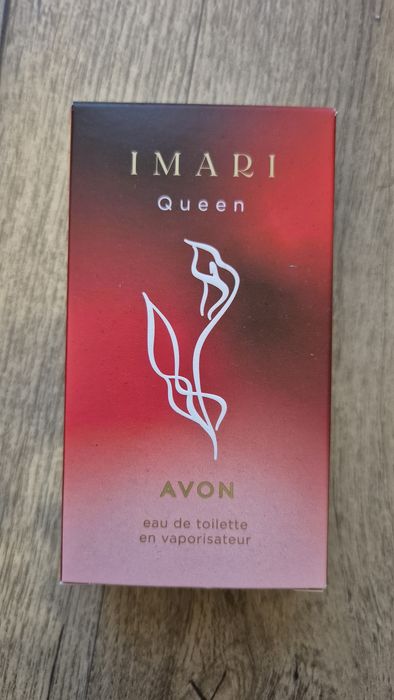 IMARI
Queen
AVON
eau de toilette
en vaporisateur